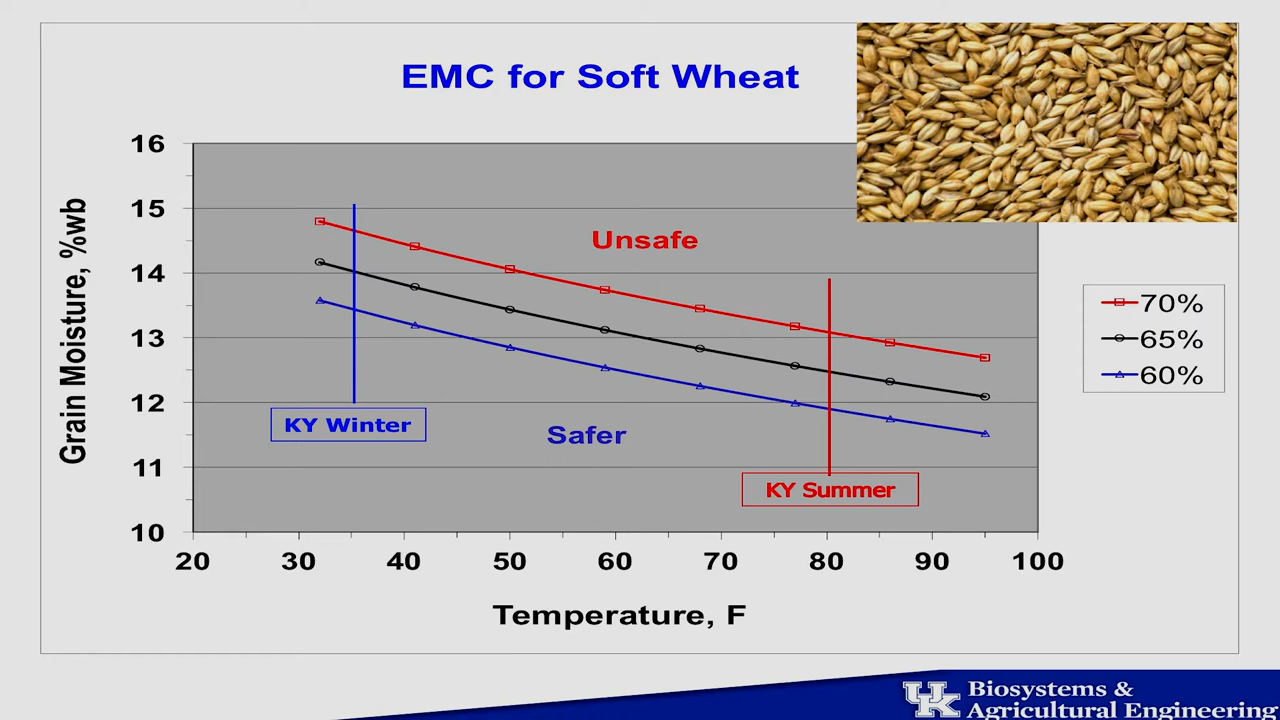 EMC for Soft Wheat
16
15
14
13
12
11
10
Grain Moisture, %wb
Unsafe
Safer
KY Winter
KY Summer
70%
65%
60%
20 30 40 50 60 70 80 90 100
Temperature, F
UK
Biosystems &
Agricultural Engineering